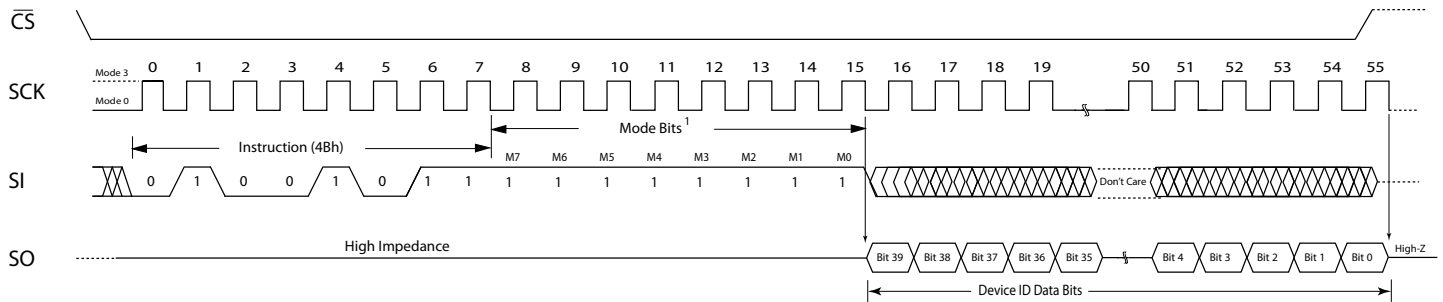 CS
Mode 3
0 1 2 3 4 5 6 7 8 9 10 11 12 13 14 15 16 17 18 19 50 51 52 53 54 55
SCK
Mode 0
Instruction (4Bh)
Mode Bits 1
M7 M6 M5 M4 M3 M2 M1 M0
SI
0 1 0 0 1 0 1 1 1 1 1 1 1 1 1 1
Don't Care
High Impedance
SO
Bit 39 Bit 38 Bit 37 Bit 36 Bit 35 Bit 4 Bit 3 Bit 2 Bit 1 Bit 0
High-Z
Device ID Data Bits